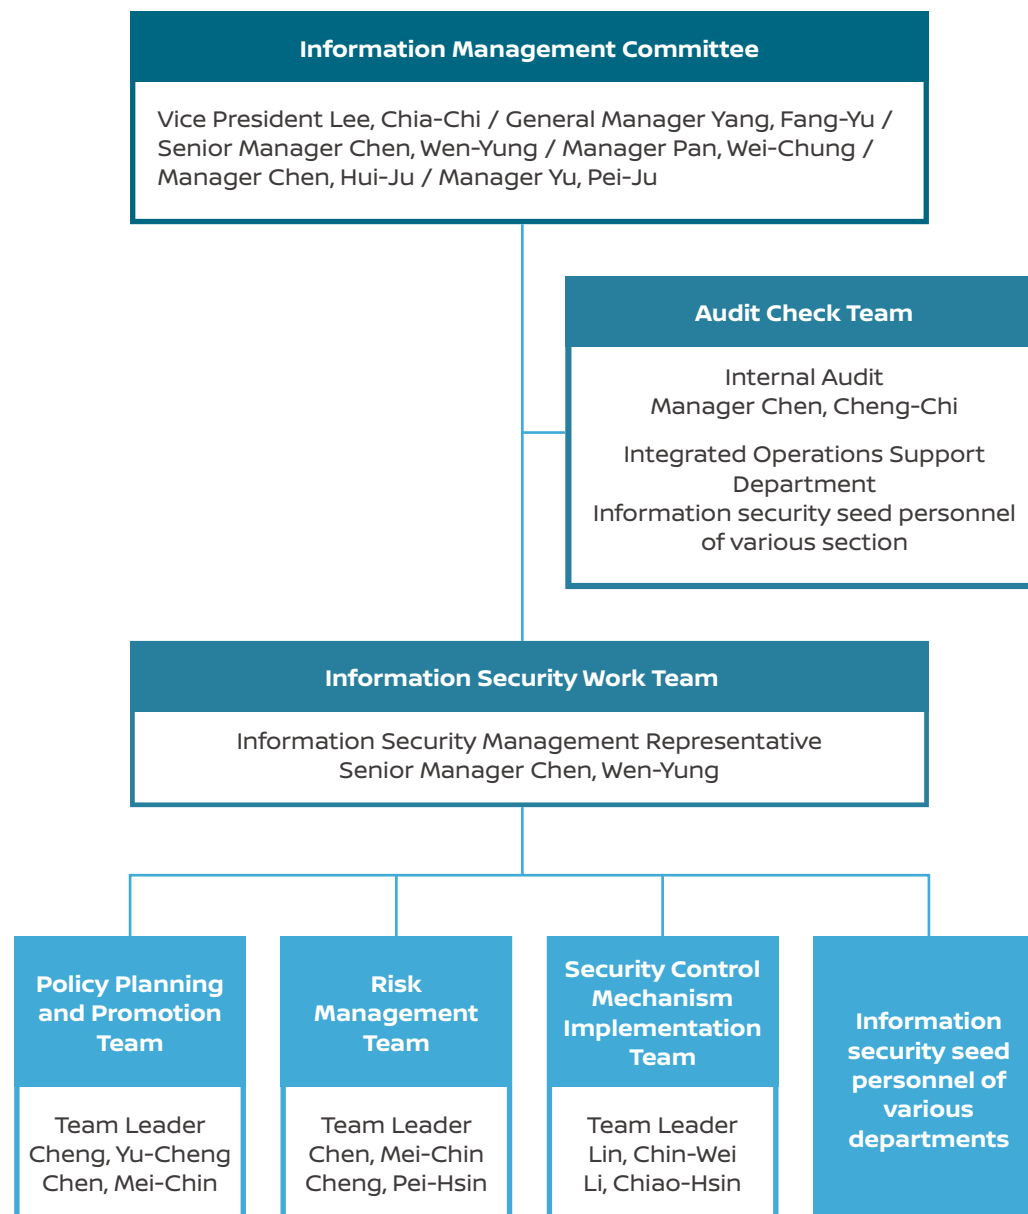 Information Management Committee
Vice President Lee, Chia-Chi / General Manager Yang, Fang-Yu /
Senior Manager Chen, Wen-Yung / Manager Pan, Wei-Chung /
Manager Chen, Hui-Ju / Manager Yu, Pei-Ju
Audit Check Team
Internal Audit
Manager Chen, Cheng-Chi
Integrated Operations Support
Department
Information security seed personnel
of various section
Information Security Work Team
Information Security Management Representative
Senior Manager Chen, Wen-Yung
Policy Planning
and Promotion
Team
Team Leader
Cheng, Yu-Cheng
Chen, Mei-Chin
Risk
Management
Team
Team Leader
Chen, Mei-Chin
Cheng, Pei-Hsin
Security Control
Mechanism
Implementation
Team
Team Leader
Lin, Chin-Wei
Li, Chiao-Hsin
Information
security seed
personnel of
various
departments